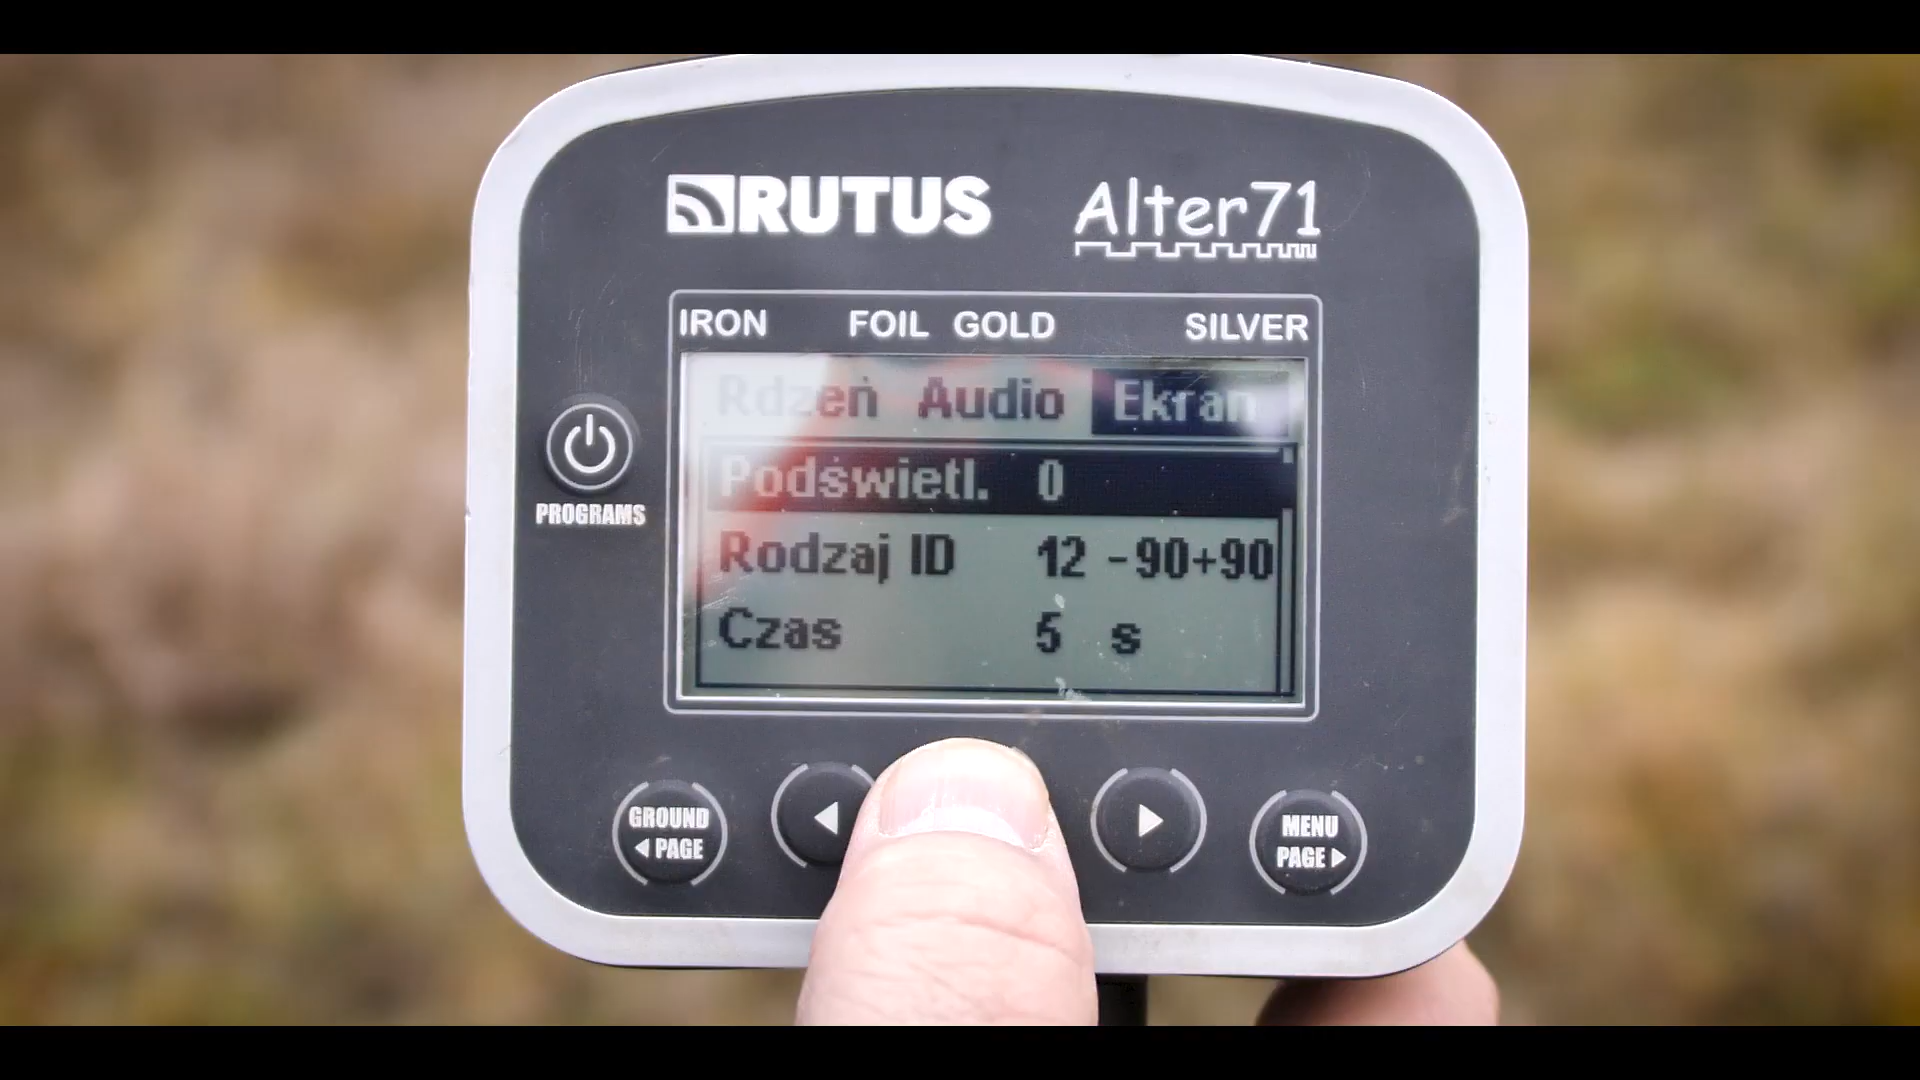 RUTUS Alter71
IRON FOIL GOLD SILVER
Rdzeń Audio Ekran
Podświetl. 0
Rodzaj ID 12 -90+90
Czas 5 s
PROGRAMS
GROUND
◄ PAGE
MENU
PAGE ►